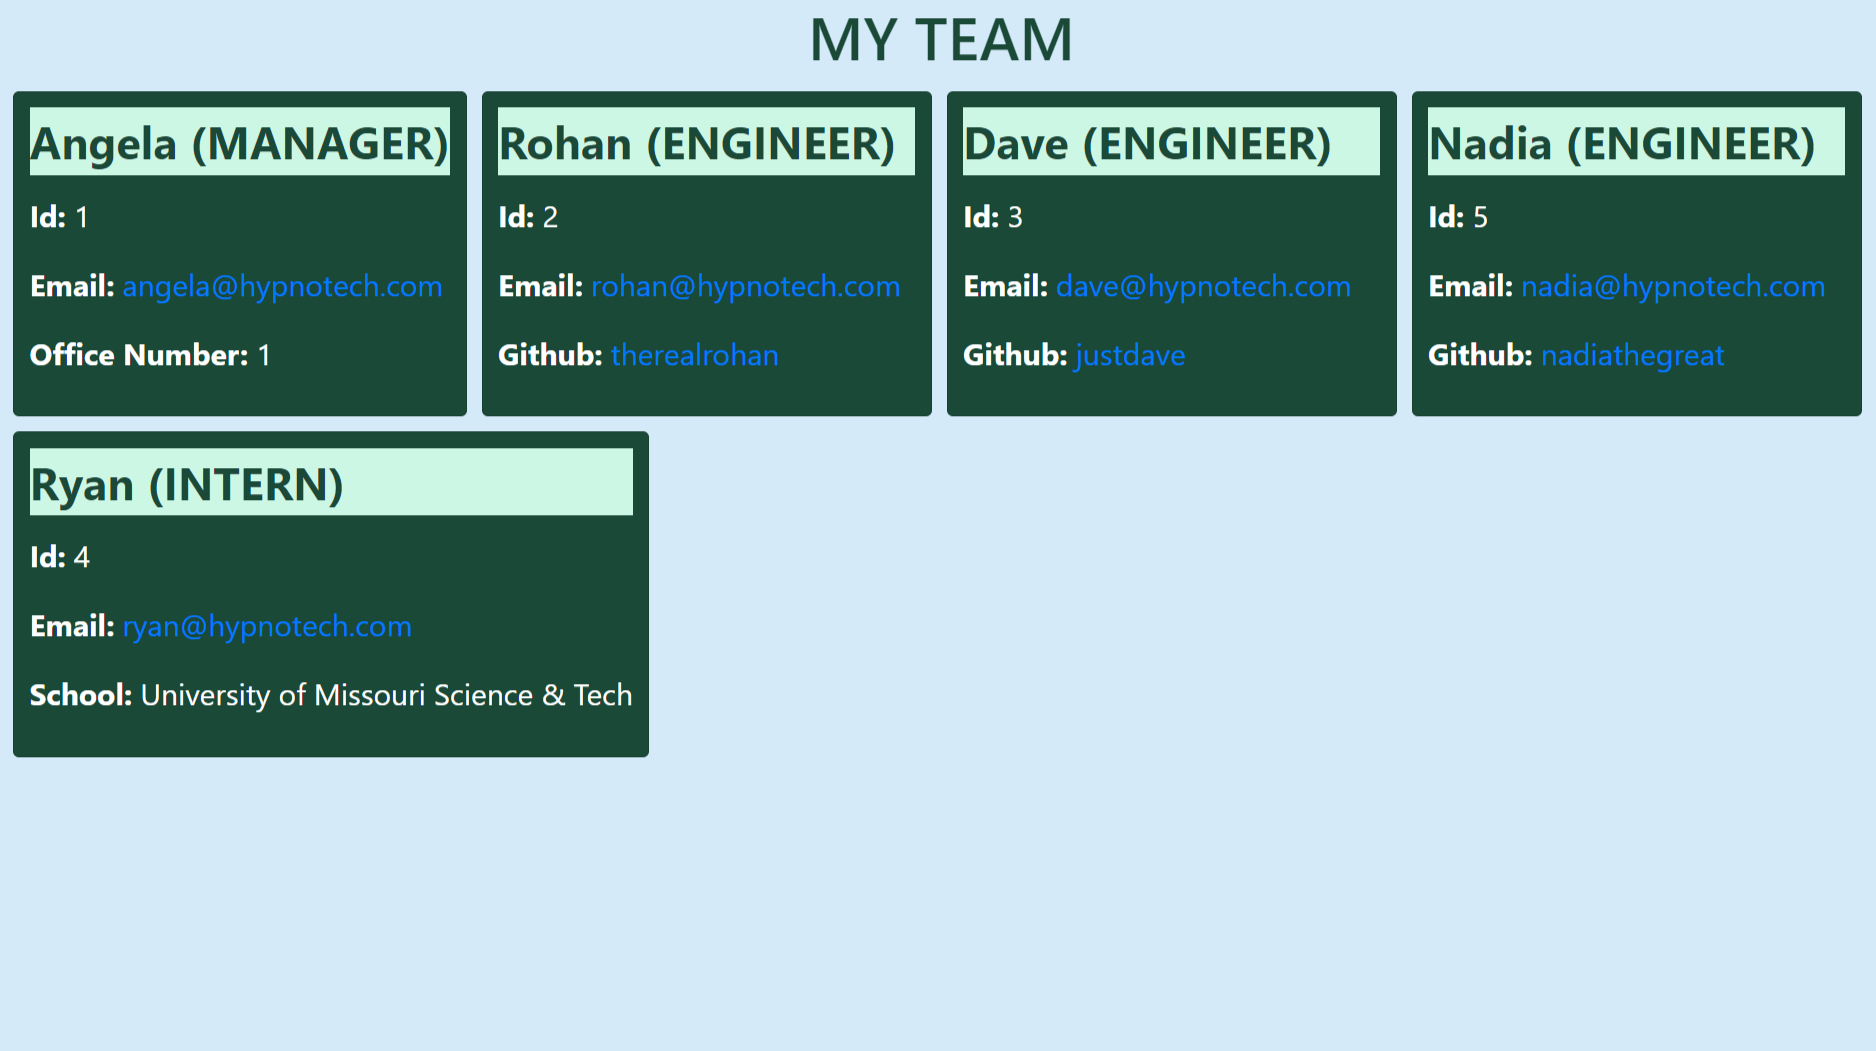 MY TEAM
Angela (MANAGER)
Id: 1
Email: angela@hypnotech.com
Office Number: 1
Rohan (ENGINEER)
Id: 2
Email: rohan@hypnotech.com
Github: therealrohan
Dave (ENGINEER)
Id: 3
Email: dave@hypnotech.com
Github: justdave
Nadia (ENGINEER)
Id: 5
Email: nadia@hypnotech.com
Github: nadiathegreat
Ryan (INTERN)
Id: 4
Email: ryan@hypnotech.com
School: University of Missouri Science & Tech